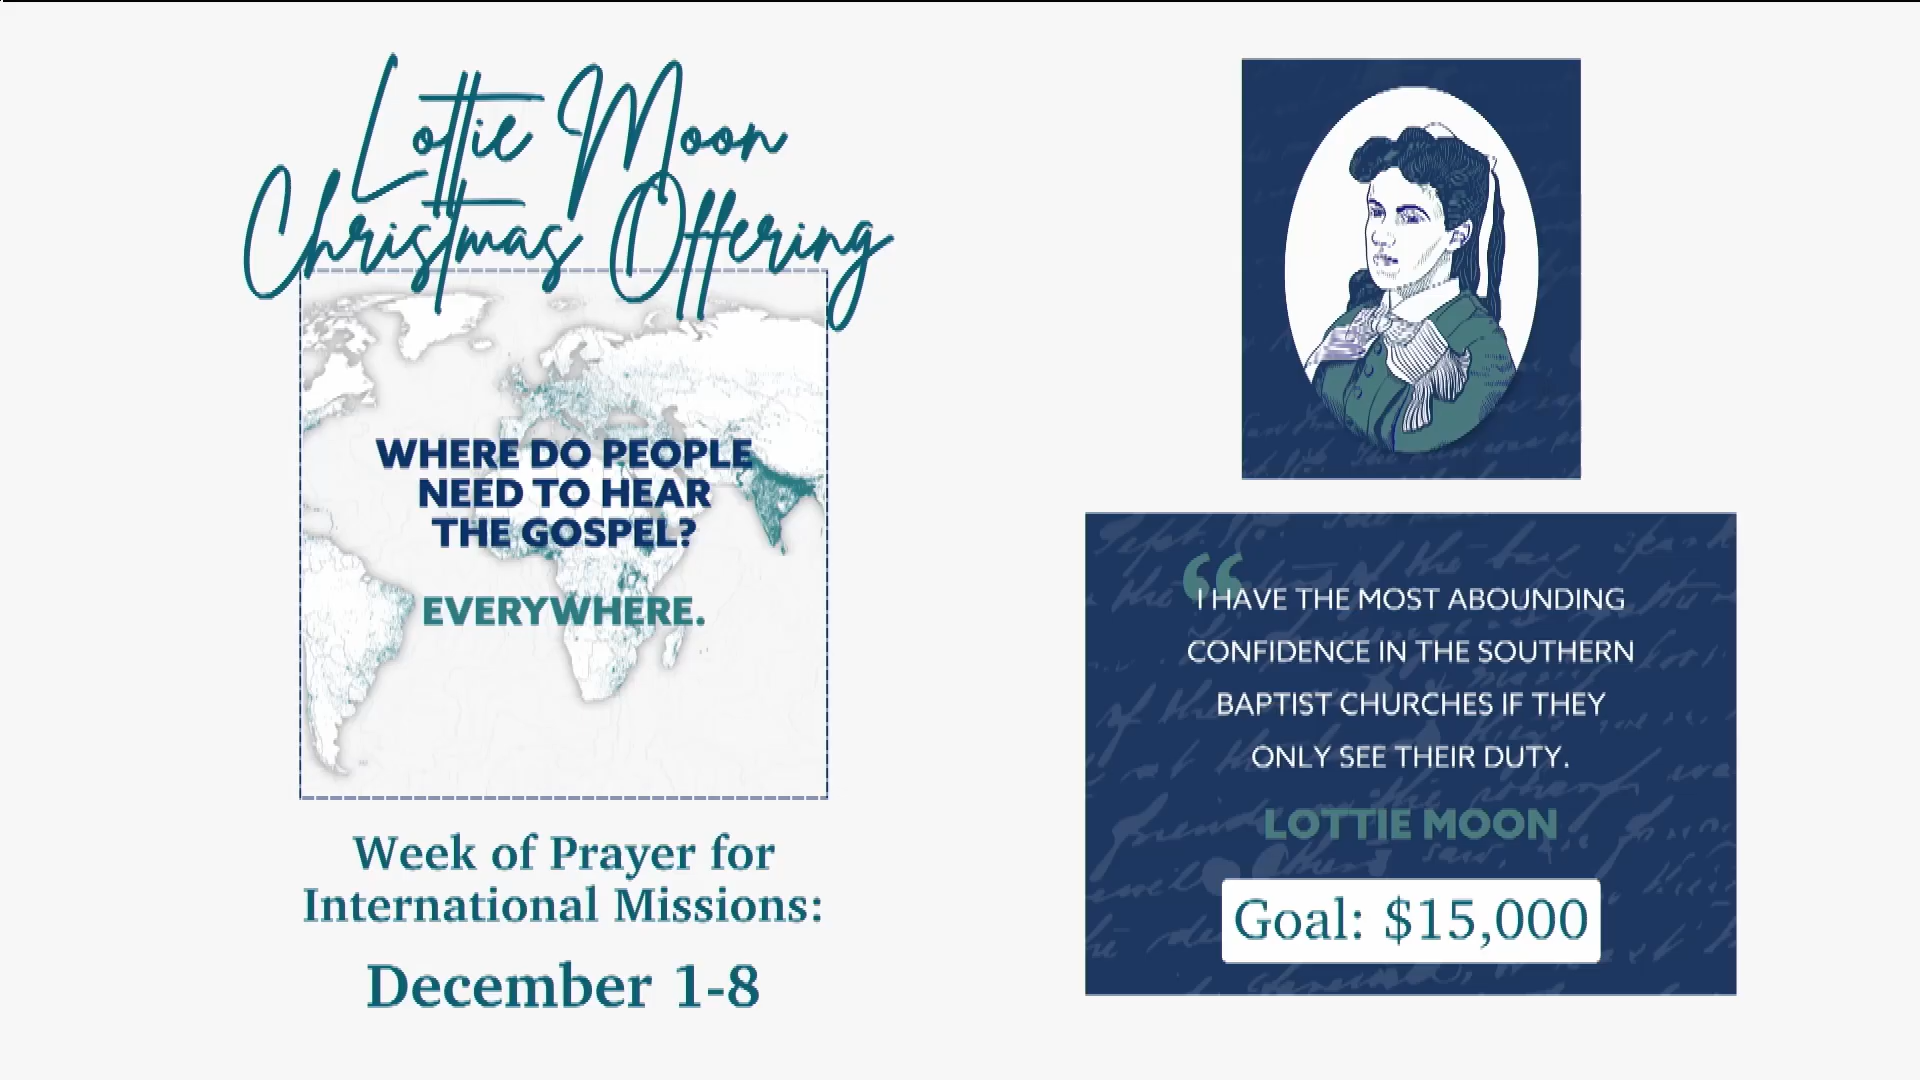 Lottie Moon
Christmas Offering
WHERE DO PEOPLE
NEED TO HEAR
THE GOSPEL?
EVERYWHERE.
Week of Prayer for
International Missions:
December 1-8
“I HAVE THE MOST ABOUNDING
CONFIDENCE IN THE SOUTHERN
BAPTIST CHURCHES IF THEY
ONLY SEE THEIR DUTY.
LOTTIE MOON
Goal: $15,000